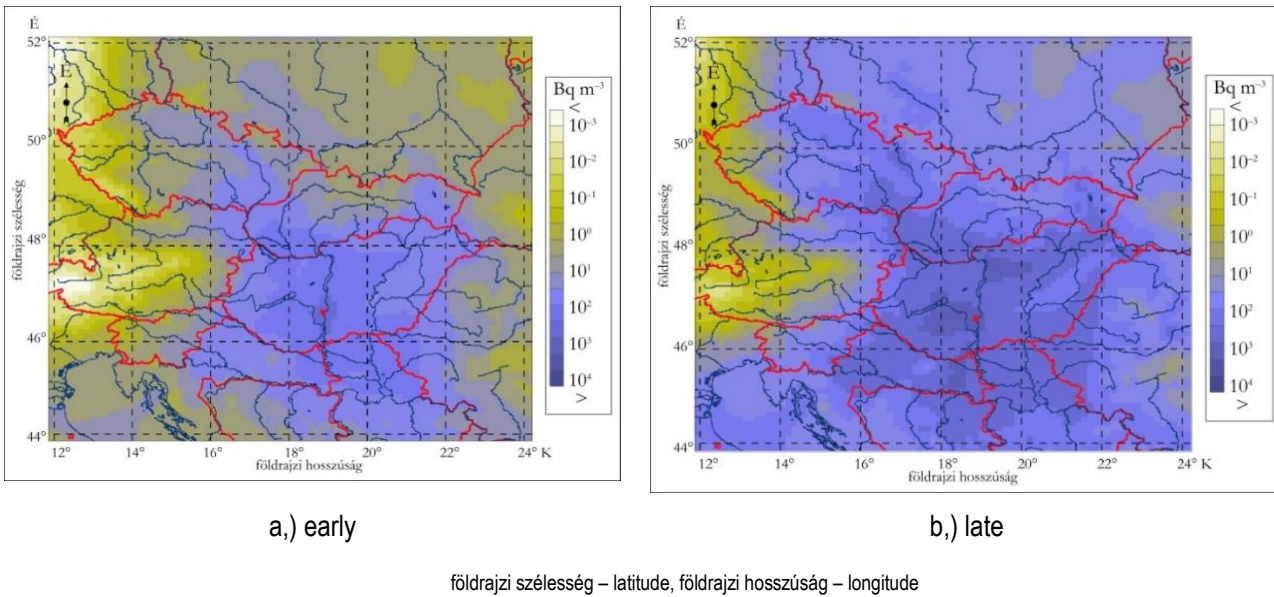 É
52°
50°
48°
46°
44°
földrajzi szélesség
E
12° 14° 16° 18° 20° 22° 24° K
földrajzi hosszúság
Bq m⁻³
<
10⁻³
10⁻²
10⁻¹
10⁰
10¹
10²
10³
10⁴
>
a,) early
É
52°
50°
48°
46°
44°
földrajzi szélesség
E
12° 14° 16° 18° 20° 22° 24° K
földrajzi hosszúság
Bq m⁻³
<
10⁻³
10⁻²
10⁻¹
10⁰
10¹
10²
10³
10⁴
>
b,) late
földrajzi szélesség – latitude, földrajzi hosszúság – longitude